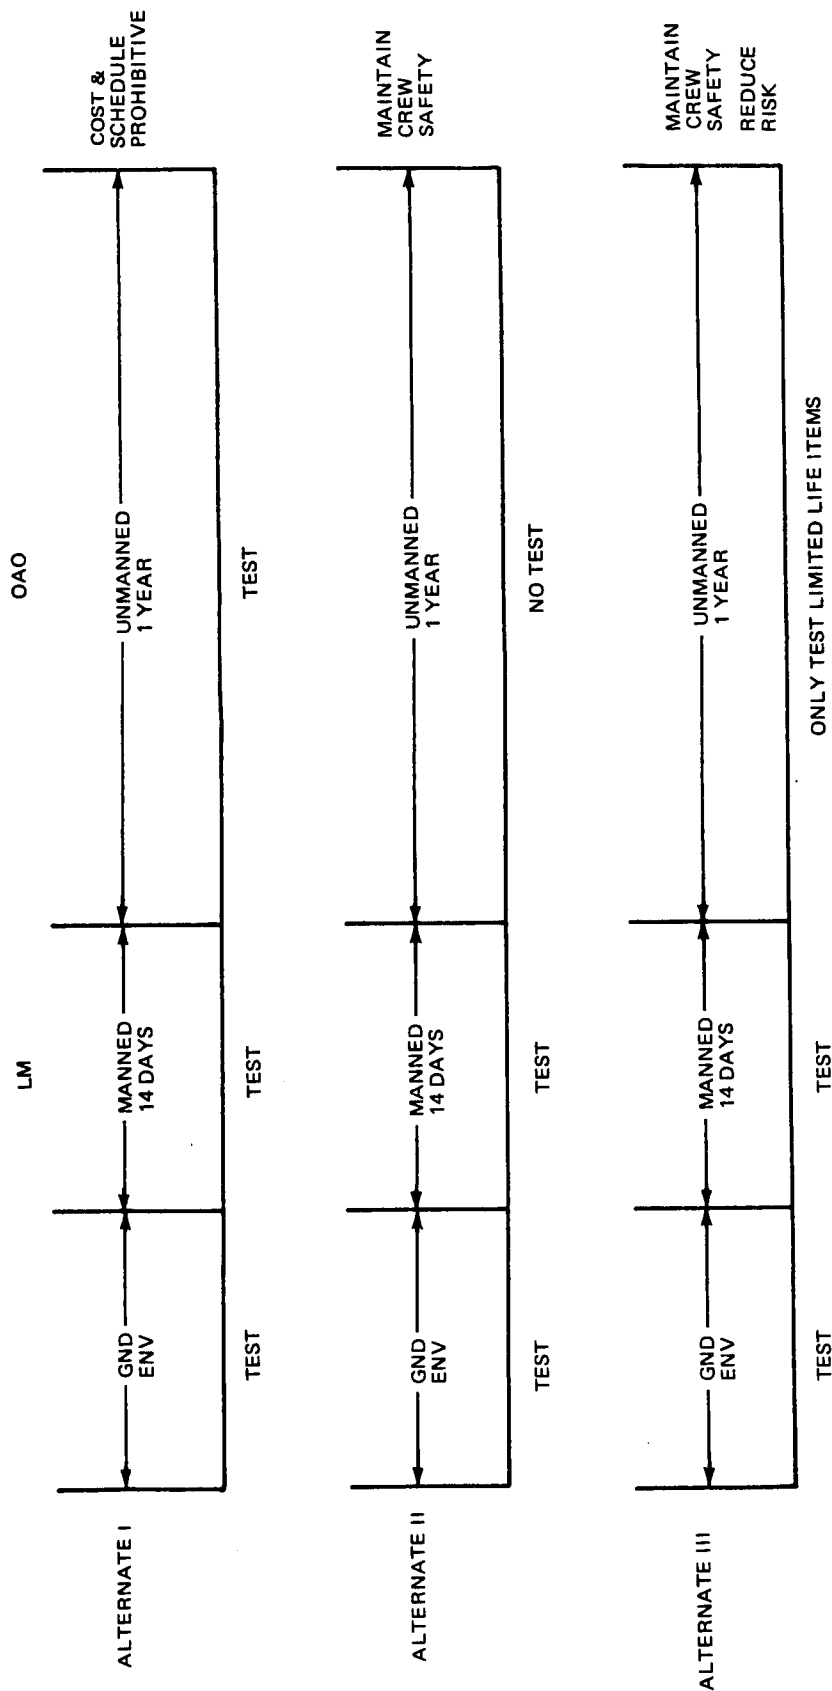 LM
OAO
ALTERNATE I
GND
ENV
MANNED
14 DAYS
UNMANNED
1 YEAR
COST &
SCHEDULE
PROHIBITIVE
TEST
TEST
TEST
ALTERNATE II
GND
ENV
MANNED
14 DAYS
UNMANNED
1 YEAR
MAINTAIN
CREW
SAFETY
TEST
TEST
NO TEST
ALTERNATE III
GND
ENV
MANNED
14 DAYS
UNMANNED
1 YEAR
MAINTAIN
CREW
SAFETY
REDUCE
RISK
TEST
TEST
ONLY TEST LIMITED LIFE ITEMS